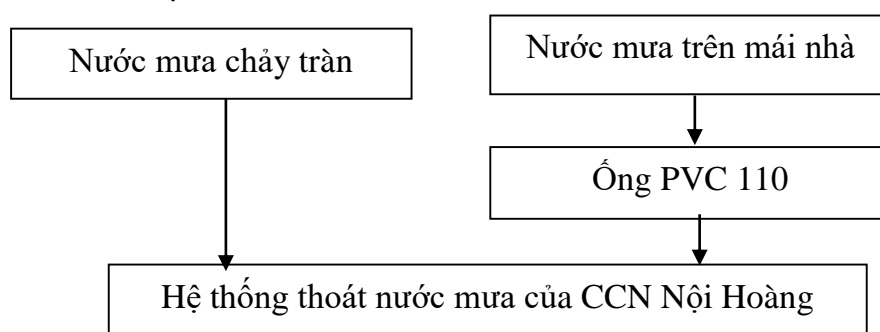 Nước mưa chảy tràn
Nước mưa trên mái nhà
Ống PVC 110
Hệ thống thoát nước mưa của CCN Nội Hoàng